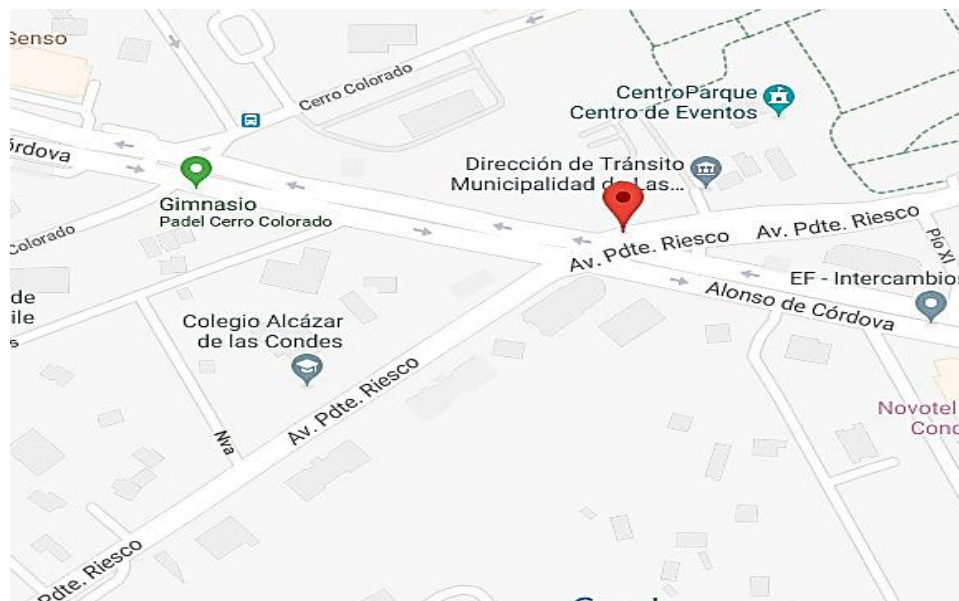 Senso
Cerro Colorado
CentroParque
Centro de Eventos
órdova
Dirección de Tránsito
Municipalidad de Las...
Gimnasio
Padel Cerro Colorado
Colorado
Av. Pdte. Riesco
Av. Pdte. Riesco
Pío XI
EF - Intercambios
Alonso de Córdova
de
ile
s
Colegio Alcázar
de las Condes
Av. Pdte. Riesco
Novotel
Cond
Nva
Pdte. Riesco